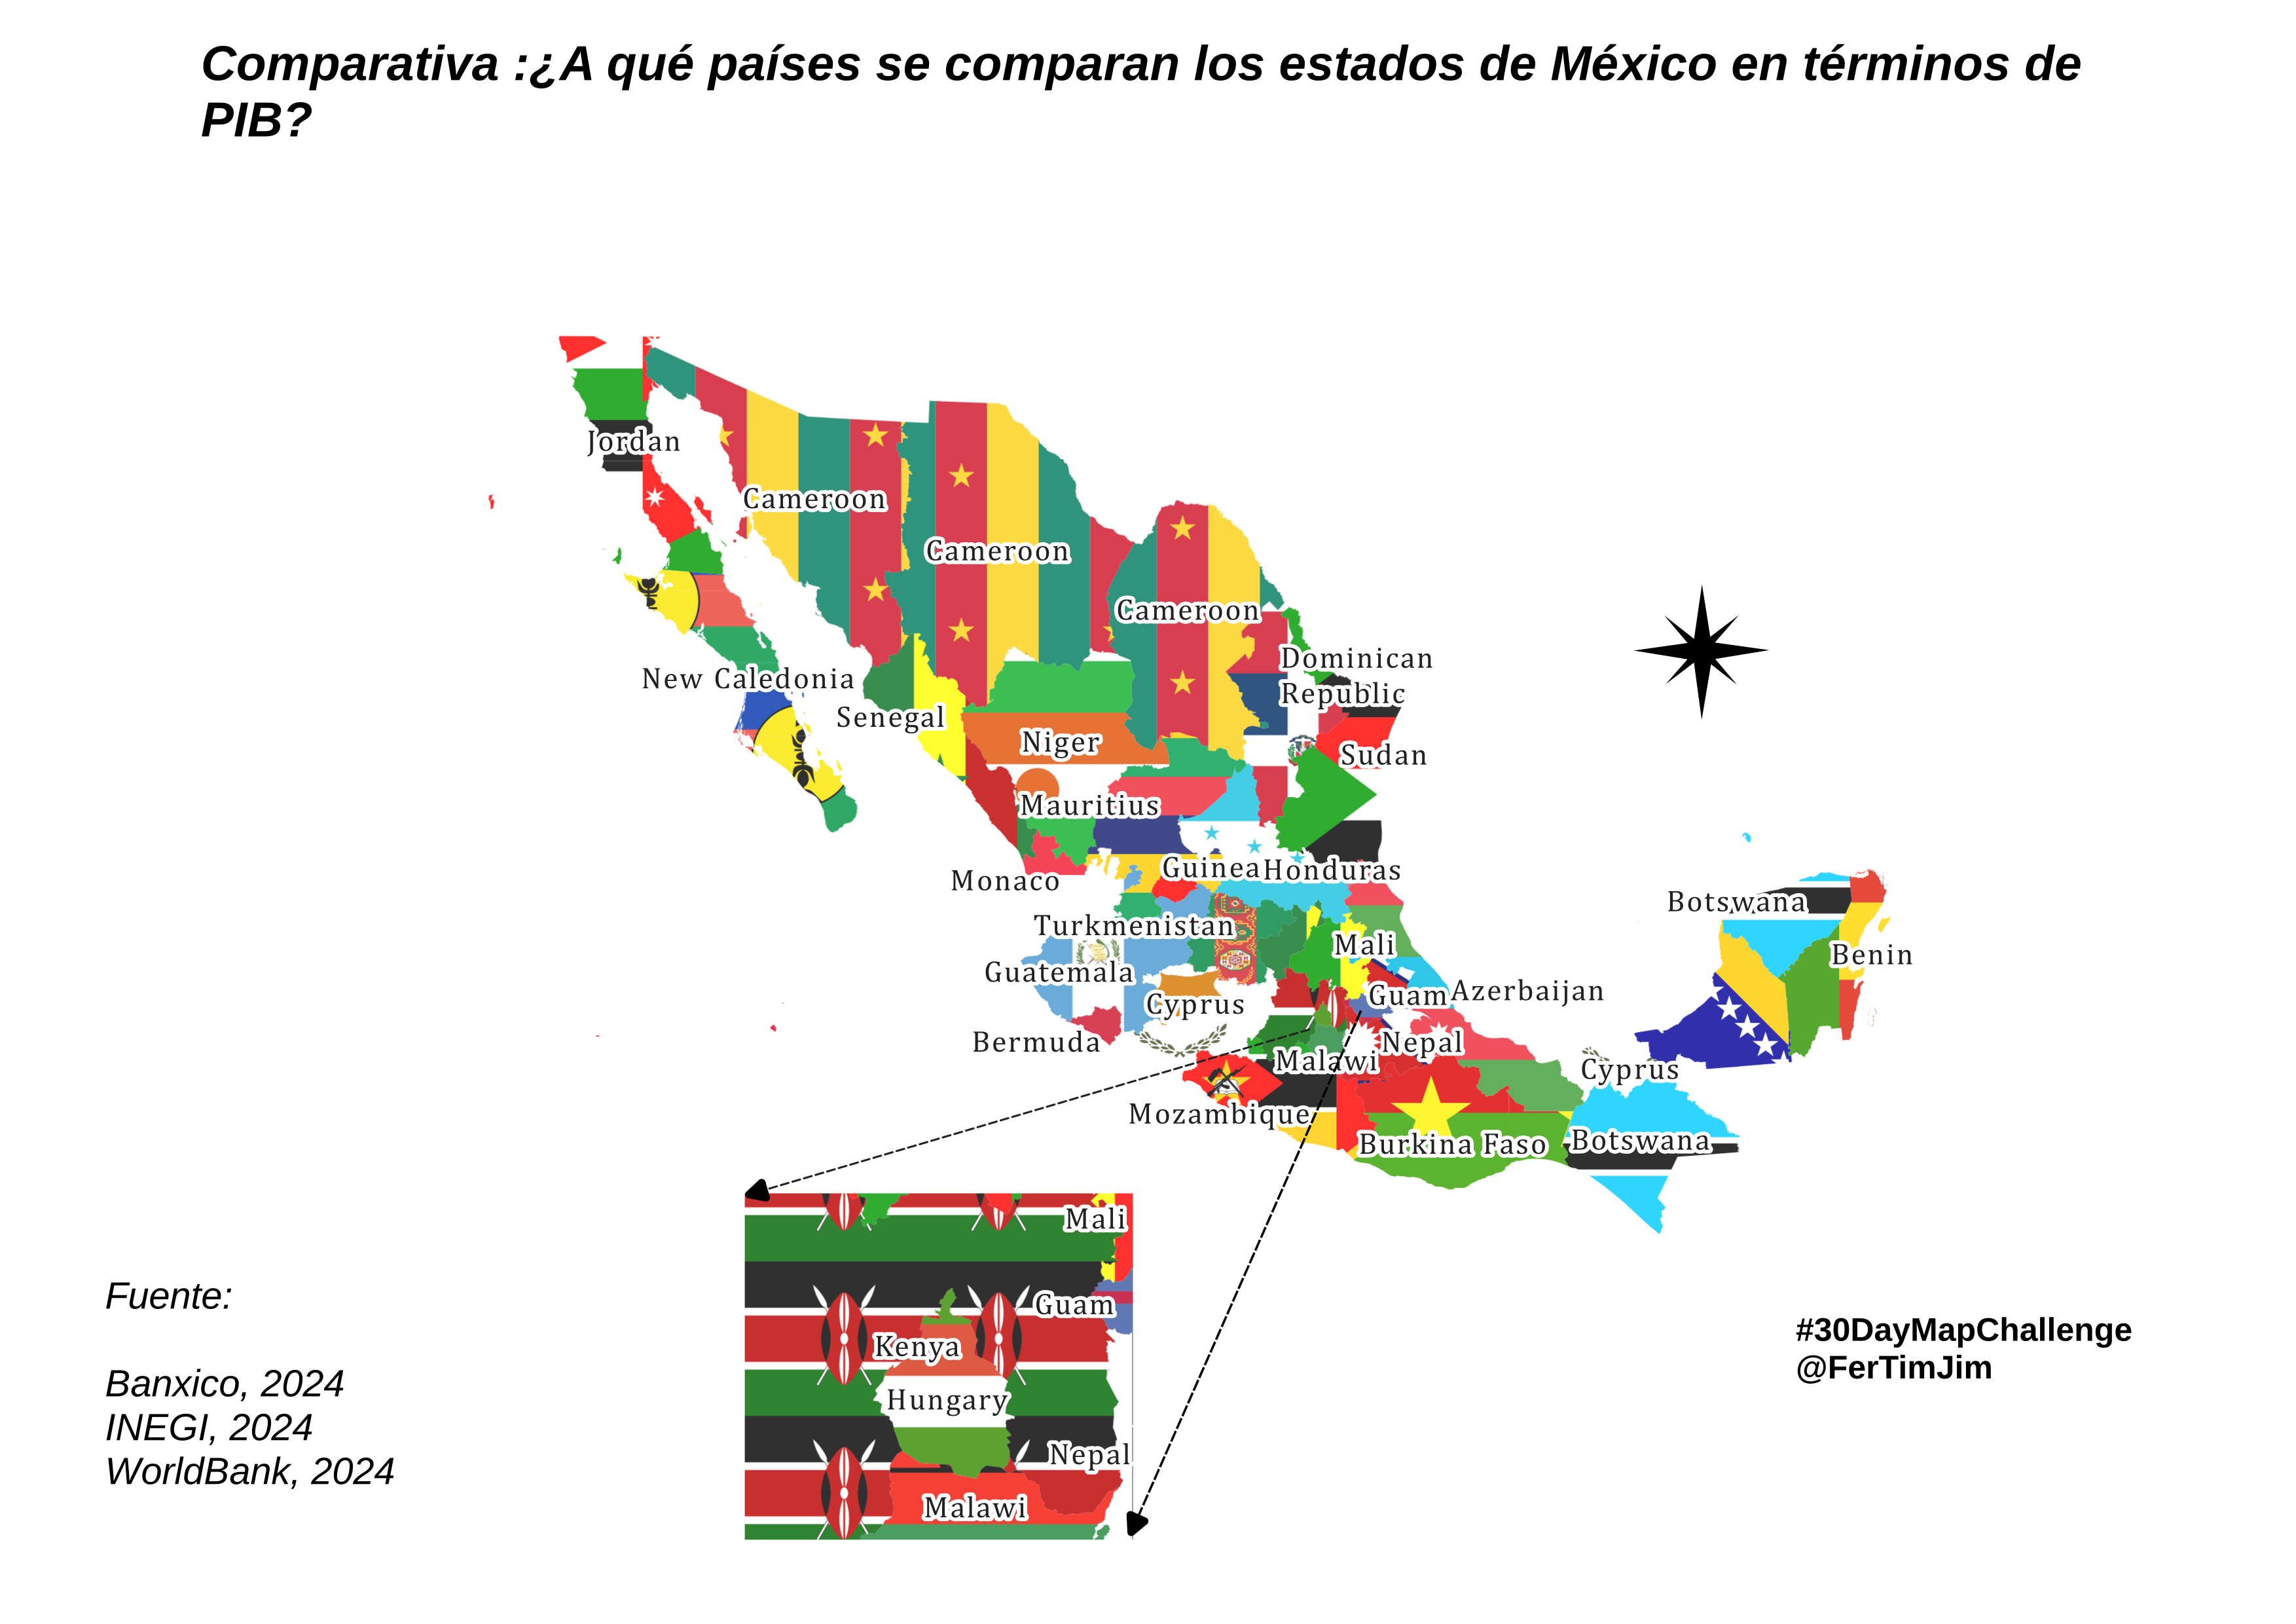 Comparativa :¿A qué países se comparan los estados de México en términos de
PIB?
Jordan
Cameroon
Cameroon
Cameroon
Dominican
Republic
New Caledonia
Senegal
Niger
Sudan
Mauritius
Guinea
Honduras
Monaco
Botswana
Turkmenistan
Mali
Benin
Guatemala
Cyprus
Guam
Azerbaijan
Bermuda
Nepal
Malawi
Cyprus
Mozambique
Burkina Faso
Botswana
Mali
Guam
Kenya
Hungary
Nepal
Malawi
Fuente:
Banxico, 2024
INEGI, 2024
WorldBank, 2024
#30DayMapChallenge
@FerTimJim